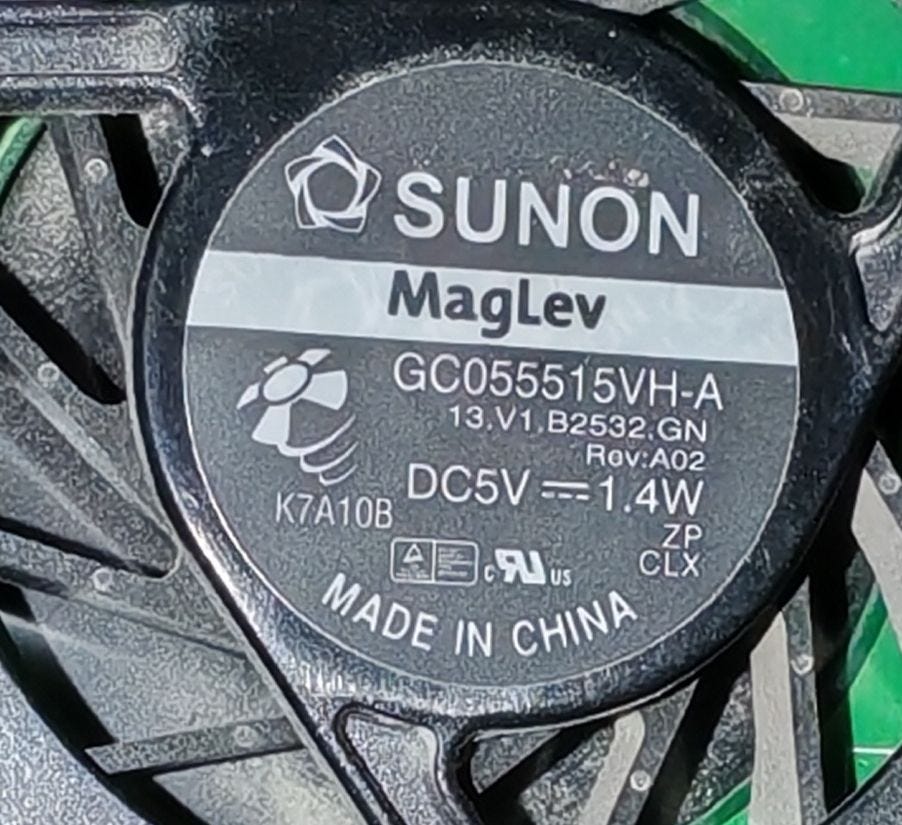 SUNON
MagLev
GC055515VH-A
13.V1.B2532.GN
Rev:A02
DC5V ⎓ 1.4W
K7A10B
ZP
CLX
c RU US
MADE IN CHINA